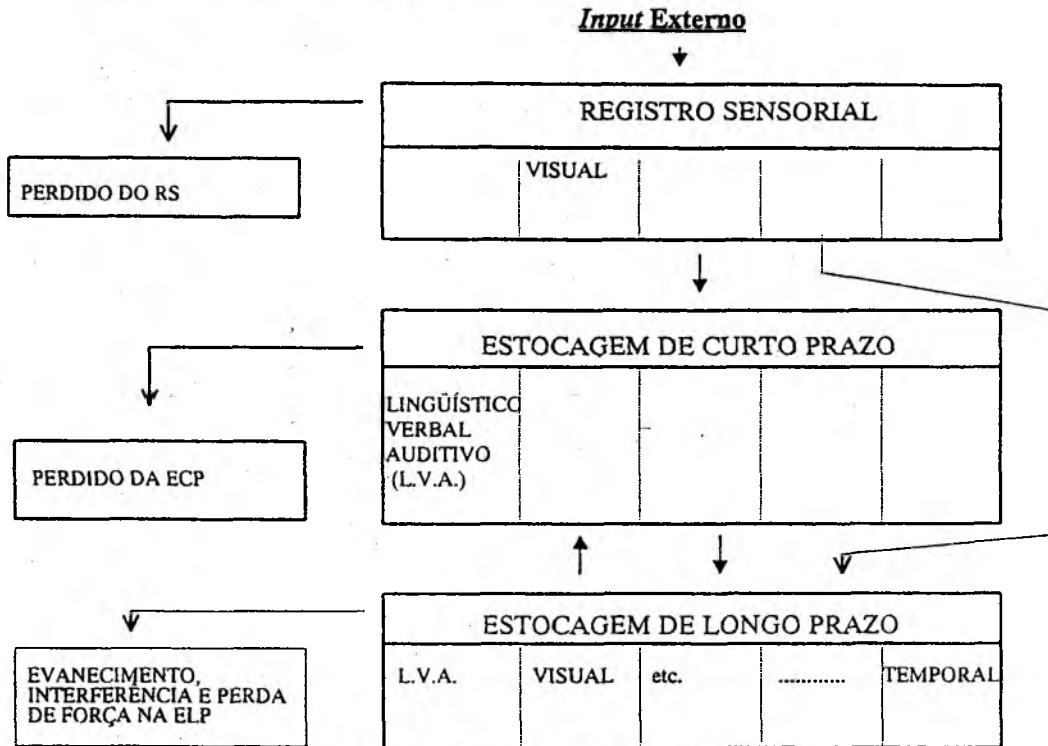 Input Externo
REGISTRO SENSORIAL
VISUAL
PERDIDO DO RS
ESTOCAGEM DE CURTO PRAZO
LINGÜÍSTICO
VERBAL
AUDITIVO
(L.V.A.)
PERDIDO DA ECP
ESTOCAGEM DE LONGO PRAZO
L.V.A. VISUAL etc. ............ TEMPORAL
EVANECIMENTO,
INTERFERÊNCIA E PERDA
DE FORÇA NA ELP